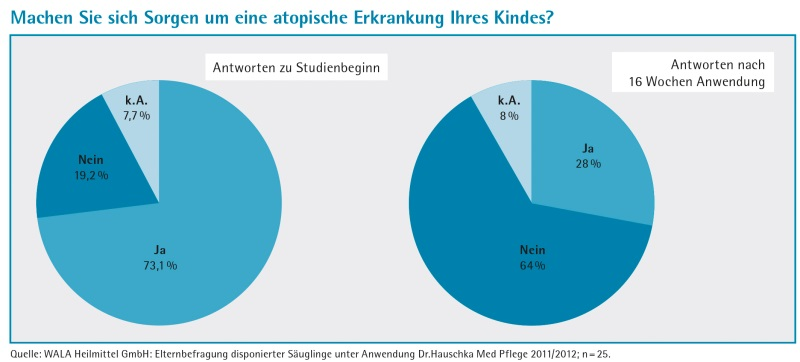 Machen Sie sich Sorgen um eine atopische Erkrankung Ihres Kindes?
Antworten zu Studienbeginn
k.A.
7,7 %
Nein
19,2 %
Ja
73,1 %
Antworten nach
16 Wochen Anwendung
k.A.
8 %
Ja
28 %
Nein
64 %
Quelle: WALA Heilmittel GmbH: Elternbefragung disponierter Säuglinge unter Anwendung Dr.Hauschka Med Pflege 2011/2012; n = 25.